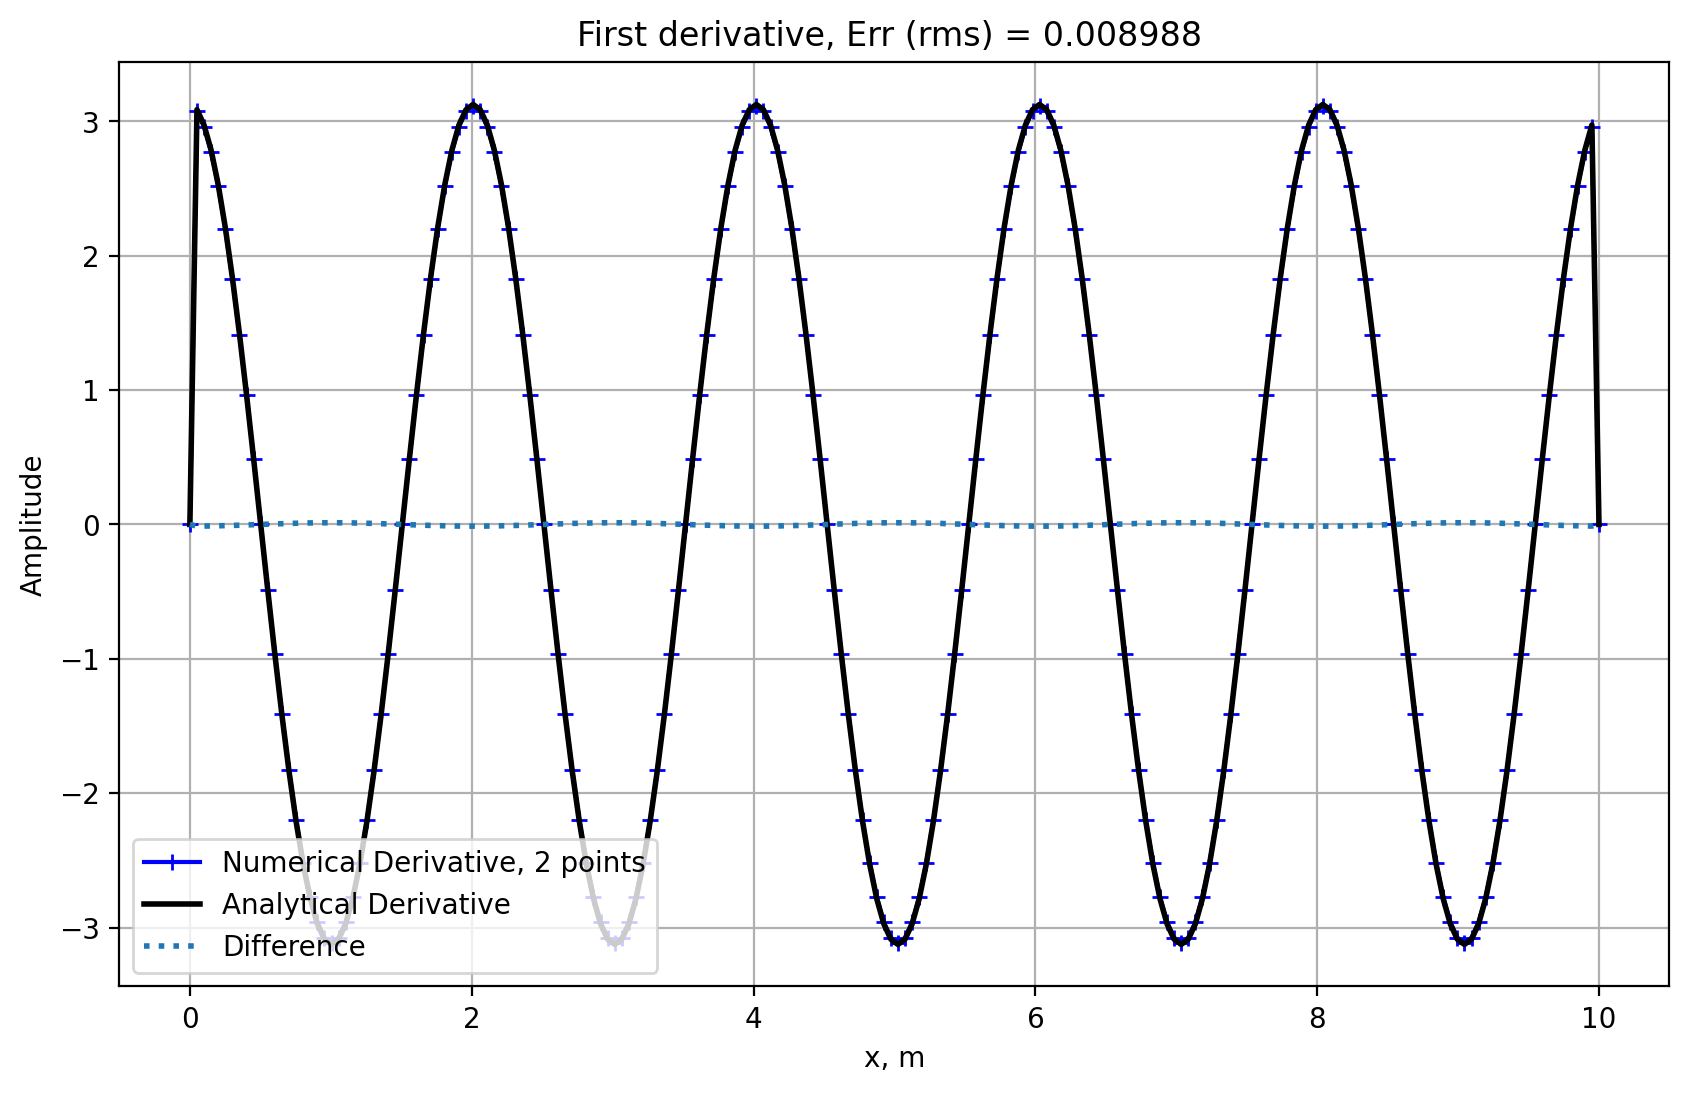 First derivative, Err (rms) = 0.008988
Amplitude
3
2
1
0
−1
−2
−3
Numerical Derivative, 2 points
Analytical Derivative
Difference
0 2 4 6 8 10
x, m